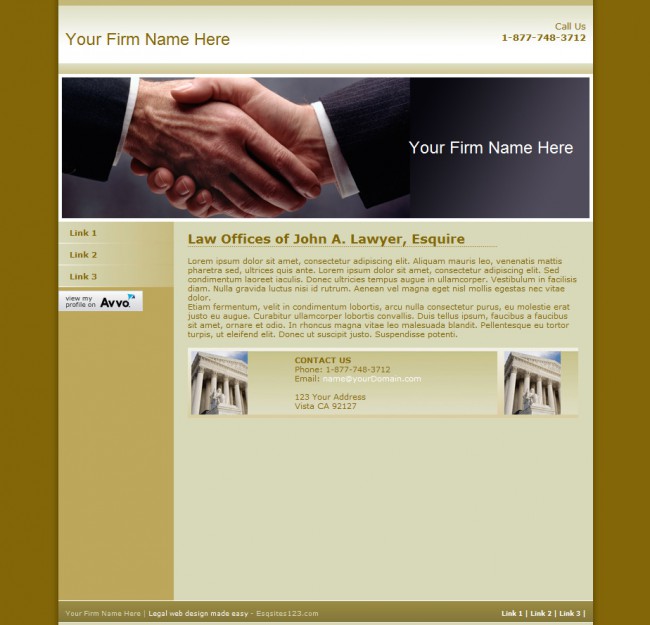 Your Firm Name Here
Call Us
1-877-748-3712
Your Firm Name Here
Link 1
Link 2
Link 3
view my
profile on Avvo
Law Offices of John A. Lawyer, Esquire
Lorem ipsum dolor sit amet, consectetur adipiscing elit. Aliquam mauris leo, venenatis mattis
pharetra sed, ultrices quis ante. Lorem ipsum dolor sit amet, consectetur adipiscing elit. Sed
condimentum laoreet iaculis. Donec ultricies tempus augue in ullamcorper. Vestibulum in facilisis
diam. Nulla gravida luctus nisi id rutrum. Aenean vel magna eget nisl mollis egestas nec vitae
dolor.
Etiam fermentum, velit in condimentum lobortis, arcu nulla consectetur purus, eu molestie erat
justo eu augue. Curabitur ullamcorper lobortis convallis. Duis tellus ipsum, faucibus a faucibus
sit amet, ornare et odio. In rhoncus magna vitae leo malesuada blandit. Pellentesque eu tortor
turpis, ut eleifend elit. Donec ut suscipit justo. Suspendisse potenti.
CONTACT US
Phone: 1-877-748-3712
Email: name@yourDomain.com
123 Your Address
Vista CA 92127
Your Firm Name Here | Legal web design made easy - Esqsites123.com
Link 1 | Link 2 | Link 3 |